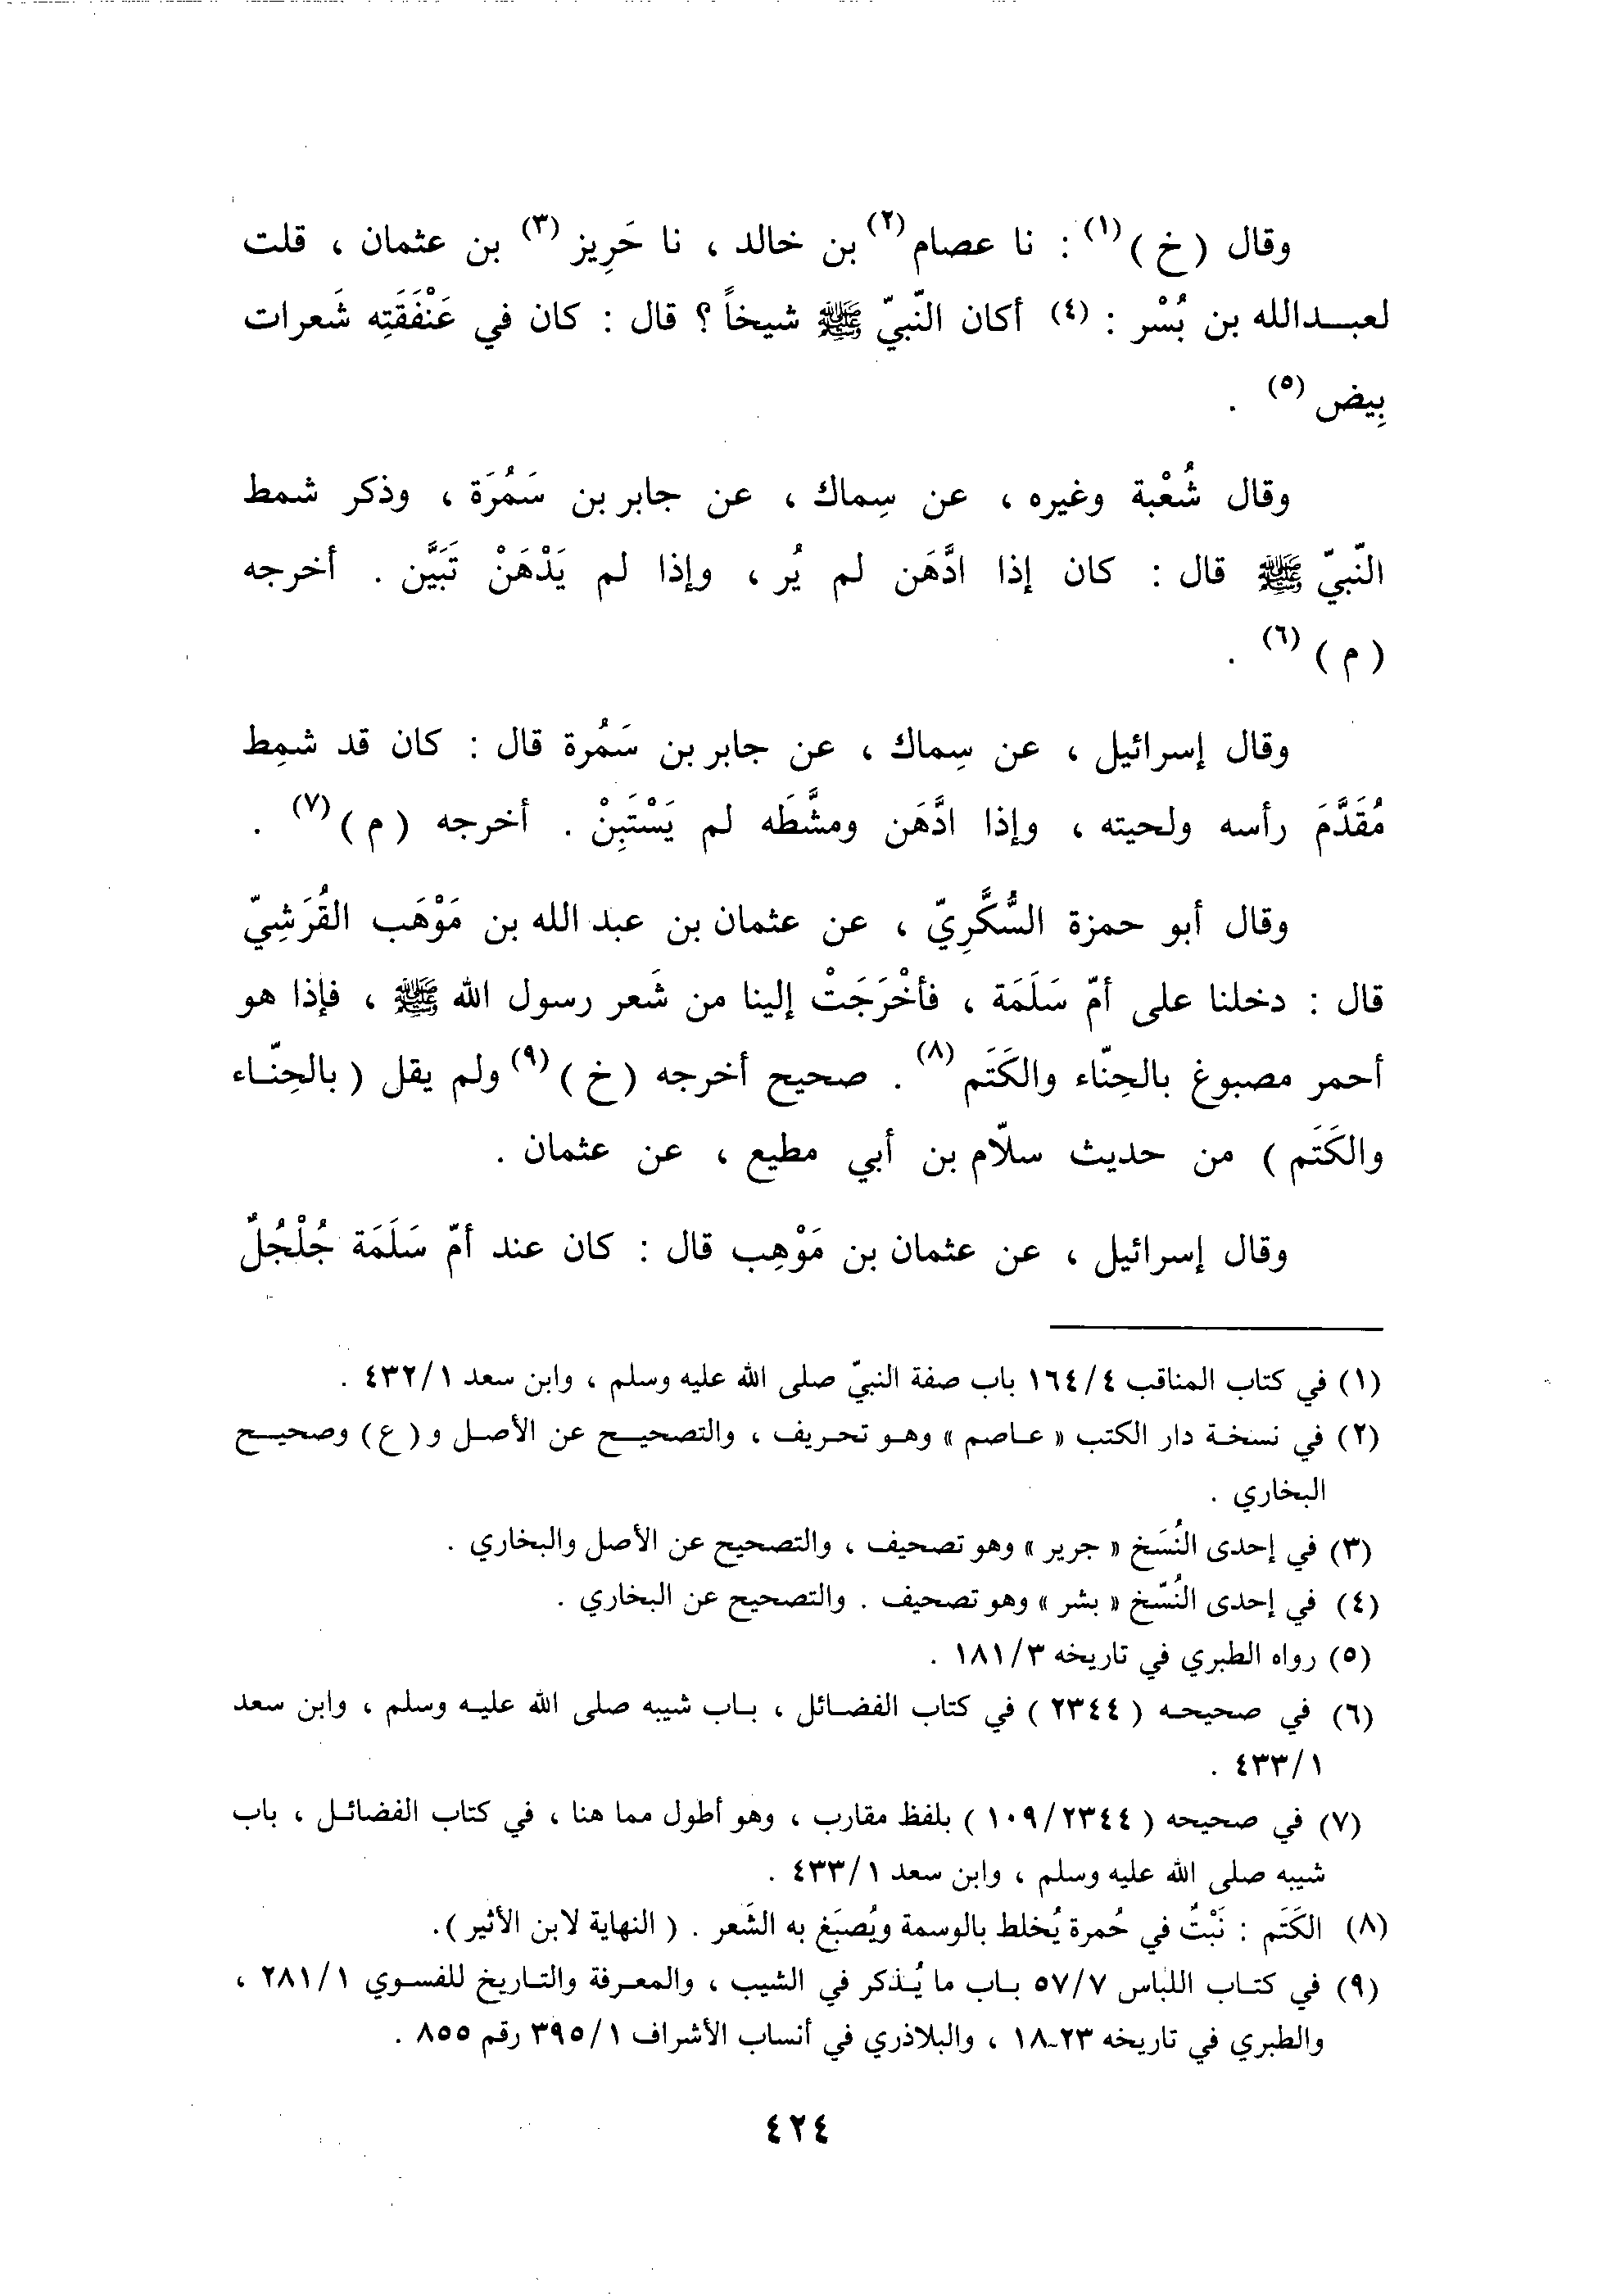 وقال (خ)(١) : نا عصام(٢) بن خالد ، نا حَرِيز(٣) بن عثمان ، قلت
لعبدالله بن بُسْر :(٤) أكان النّبيّ ﷺ شيخاً ؟ قال : كان في عَنْفَقَتِه شَعرات
بِيض(٥) .
وقال شُعْبة وغيره ، عن سِماك ، عن جابر بن سَمُرَة ، وذكر شمط
النّبيّ ﷺ قال : كان إذا ادَّهَن لم يُر ، وإذا لم يَدْهَنْ تَبَيَّن . أخرجه
(م)(٦) .
وقال إسرائيل ، عن سِماك ، عن جابر بن سَمُرة قال : كان قد شمِط
مُقَدَّمَ رأسه ولحيته ، وإذا ادَّهَن ومشَّطَه لم يَسْتَبِنْ . أخرجه (م)(٧) .
وقال أبو حمزة السُّكَّرِيّ ، عن عثمان بن عبد الله بن مَوْهَب القُرَشِيّ
قال : دخلنا على أمّ سَلَمَة ، فأخْرَجَتْ إلينا من شَعر رسول الله ﷺ ، فإذا هو
أحمر مصبوغ بالحِنّاء والكَتَم(٨) . صحيح أخرجه (خ)(٩) ولم يقل (بالحِنّاء
والكَتَم) من حديث سلّام بن أبي مطيع ، عن عثمان .
وقال إسرائيل ، عن عثمان بن مَوْهِب قال : كان عند أمّ سَلَمَة جُلْجُلٌ
(١) في كتاب المناقب ١٦٤/٤ باب صفة النبيّ صلى الله عليه وسلم ، وابن سعد ٤٣٢/١ .
(٢) في نسخة دار الكتب « عاصم » وهو تحريف ، والتصحيح عن الأصل و(ع) وصحيح
البخاري .
(٣) في إحدى النُسَخ « جرير » وهو تصحيف ، والتصحيح عن الأصل والبخاري .
(٤) في إحدى النُسّخ « بشر » وهو تصحيف . والتصحيح عن البخاري .
(٥) رواه الطبري في تاريخه ١٨١/٣ .
(٦) في صحيحه (٢٣٤٤) في كتاب الفضائل ، باب شيبه صلى الله عليه وسلم ، وابن سعد
٤٣٣/١ .
(٧) في صحيحه (١٠٩/٢٣٤٤) بلفظ مقارب ، وهو أطول مما هنا ، في كتاب الفضائل ، باب
شيبه صلى الله عليه وسلم ، وابن سعد ٤٣٣/١ .
(٨) الكَتَم : نَبْتٌ في حُمرة يُخلط بالوسمة ويُصبَغ به الشَعر . (النهاية لابن الأثير).
(٩) في كتاب اللباس ٥٧/٧ باب ما يُذكر في الشيب ، والمعرفة والتاريخ للفسوي ٢٨١/١ ،
والطبري في تاريخه ٢٣-١٨ ، والبلاذري في أنساب الأشراف ٣٩٥/١ رقم ٨٥٥ .
٤٢٤